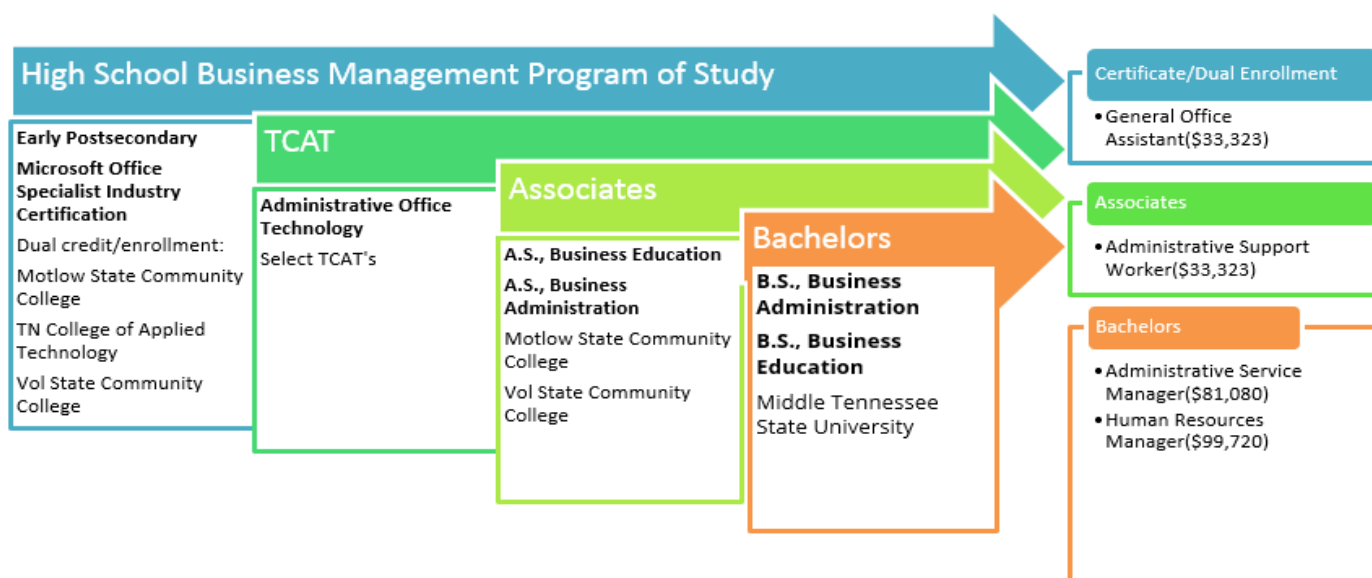 High School Business Management Program of Study
Early Postsecondary
Microsoft Office
Specialist Industry
Certification
Dual credit/enrollment:
Motlow State Community
College
TN College of Applied
Technology
Vol State Community
College
TCAT
Administrative Office
Technology
Select TCAT's
Associates
A.S., Business Education
A.S., Business
Administration
Motlow State Community
College
Vol State Community
College
Bachelors
B.S., Business
Administration
B.S., Business
Education
Middle Tennessee
State University
Certificate/Dual Enrollment
•General Office
Assistant($33,323)
Associates
•Administrative Support
Worker($33,323)
Bachelors
•Administrative Service
Manager($81,080)
•Human Resources
Manager($99,720)